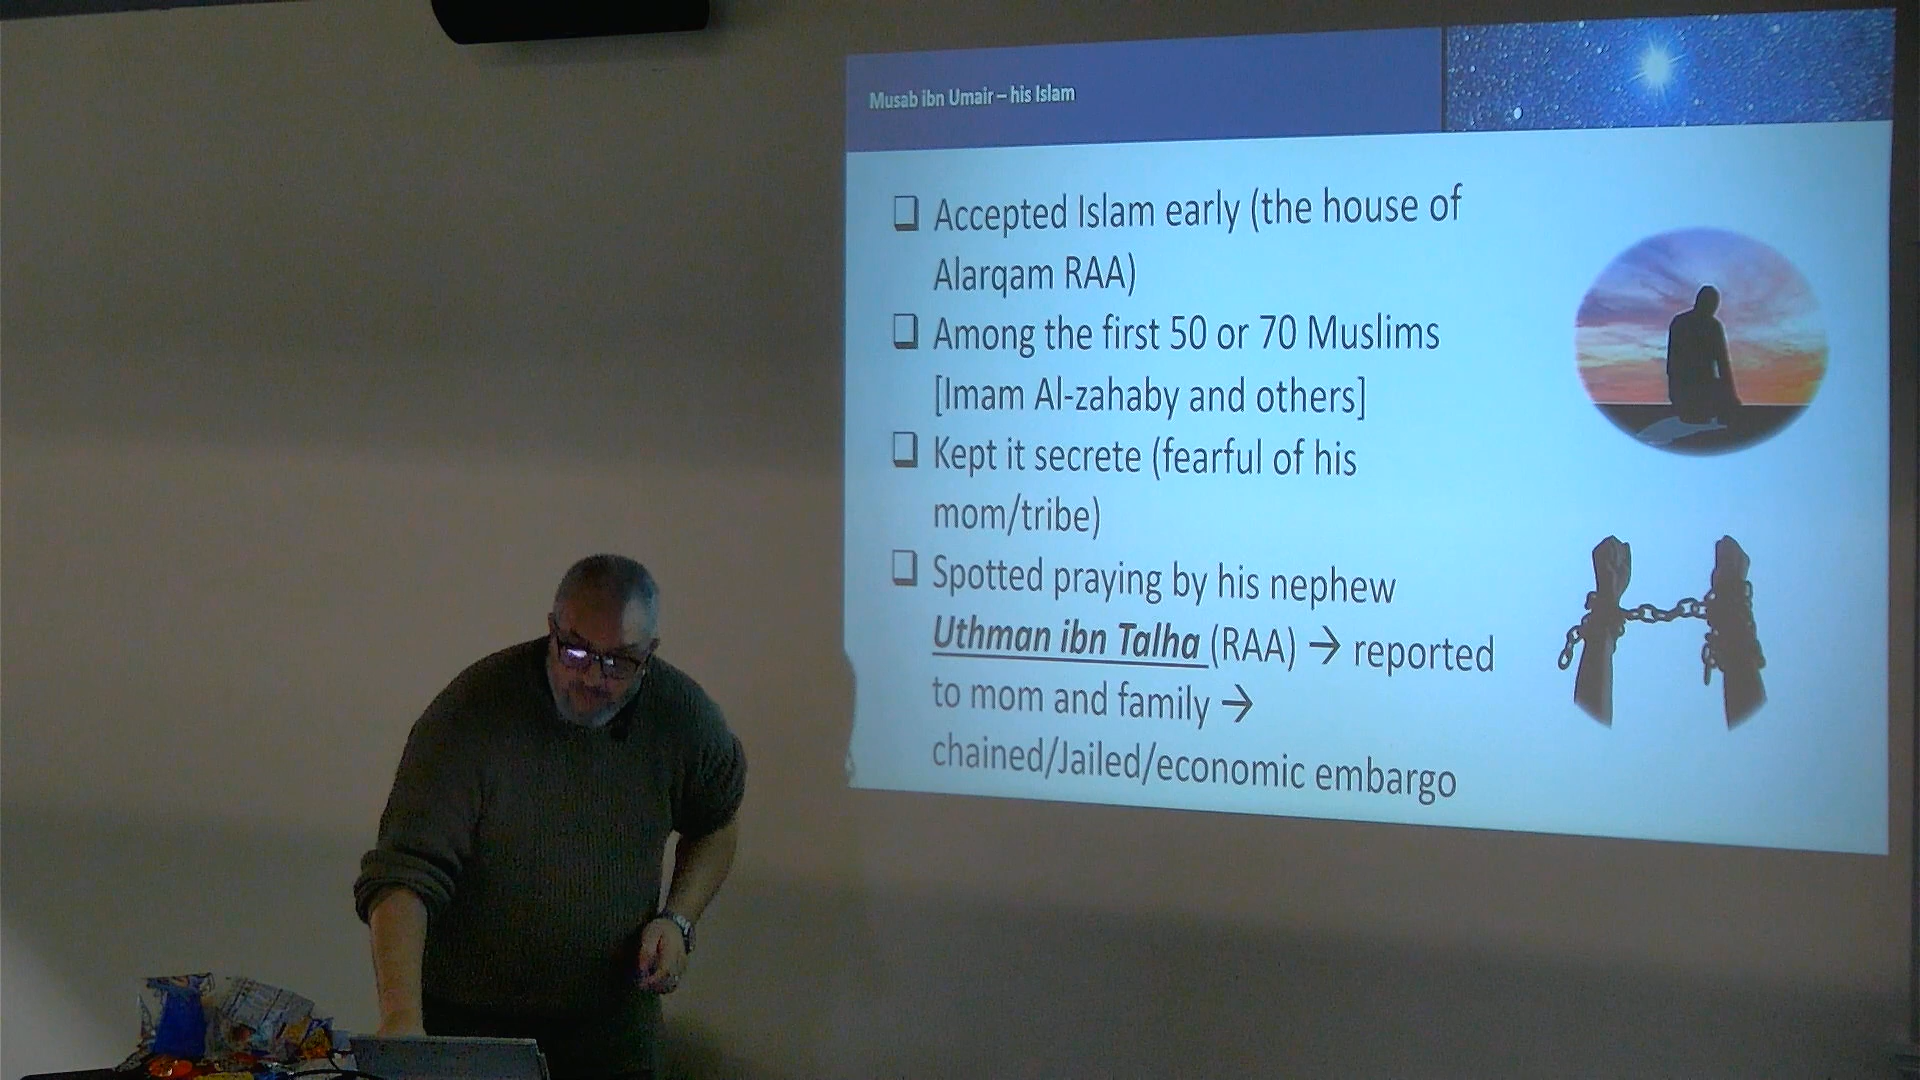 Musab ibn Umair – his Islam
❑ Accepted Islam early (the house of
Alarqam RAA)
❑ Among the first 50 or 70 Muslims
[Imam Al-zahaby and others]
❑ Kept it secrete (fearful of his
mom/tribe)
❑ Spotted praying by his nephew
Uthman ibn Talha (RAA) → reported
to mom and family →
chained/Jailed/economic embargo